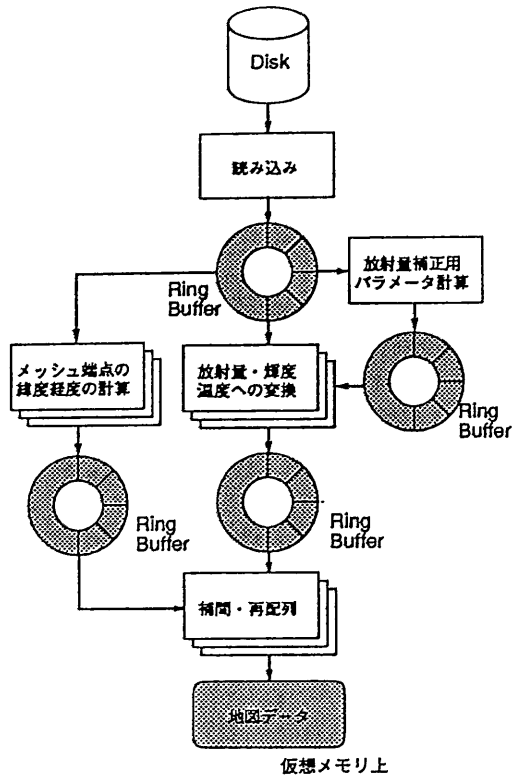 Disk
読み込み
Ring
Buffer
放射量補正用
パラメータ計算
メッシュ端点の
緯度経度の計算
放射量・輝度
温度への変換
Ring
Buffer
Ring
Buffer
Ring
Buffer
補間・再配列
地図データ
仮想メモリ上